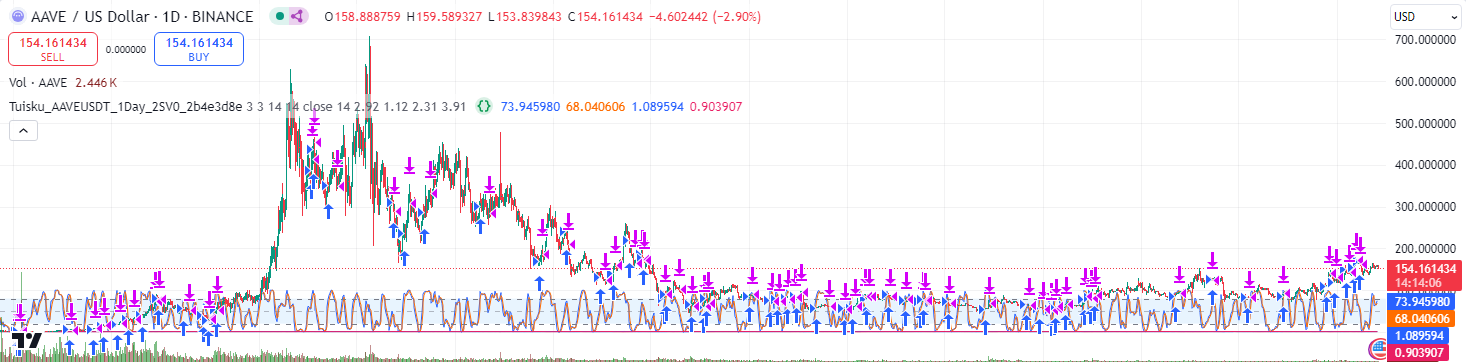 AAVE / US Dollar · 1D · BINANCE O158.888759 H159.589327 L153.839843 C154.161434 −4.602442 (−2.90%)
USD
154.161434
SELL
0.000000
154.161434
BUY
Vol · AAVE 2.446 K
Tuisku_AAVEUSDT_1Day_2SV0_2b4e3d8e 3 3 14 14 close 14 2.92 1.12 2.31 3.91 {} 73.945980 68.040606 1.089594 0.903907
700.000000
600.000000
500.000000
400.000000
300.000000
200.000000
154.161434
14:14:06
73.945980
68.040606
1.089594
0.903907